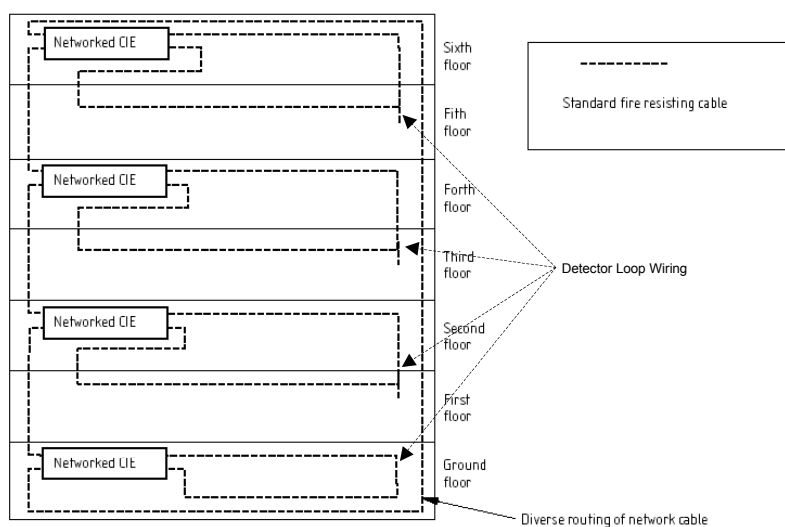 Networked CIE
Sixth
floor
Standard fire resisting cable
Fith
floor
Networked CIE
Forth
floor
Third
floor
Detector Loop Wiring
Networked CIE
Second
floor
First
floor
Networked CIE
Ground
floor
Diverse routing of network cable